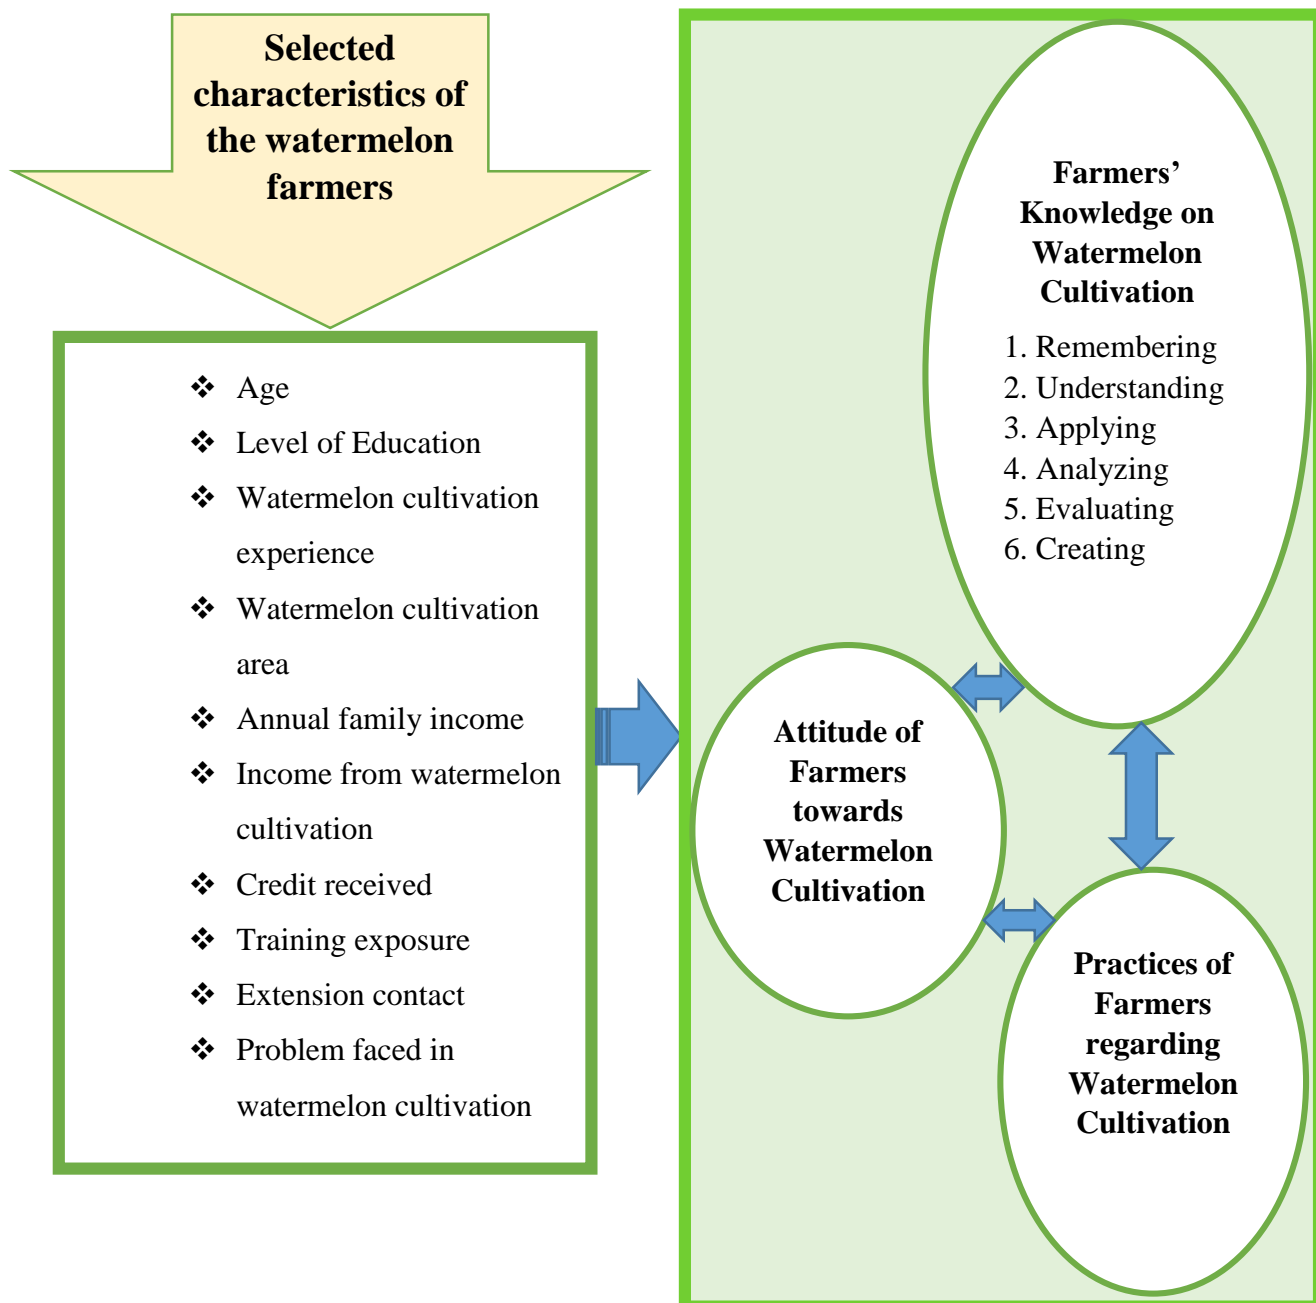 Selected
characteristics of
the watermelon
farmers
❖ Age
❖ Level of Education
❖ Watermelon cultivation
experience
❖ Watermelon cultivation
area
❖ Annual family income
❖ Income from watermelon
cultivation
❖ Credit received
❖ Training exposure
❖ Extension contact
❖ Problem faced in
watermelon cultivation
Farmers’
Knowledge on
Watermelon
Cultivation
1. Remembering
2. Understanding
3. Applying
4. Analyzing
5. Evaluating
6. Creating
Attitude of
Farmers
towards
Watermelon
Cultivation
Practices of
Farmers
regarding
Watermelon
Cultivation